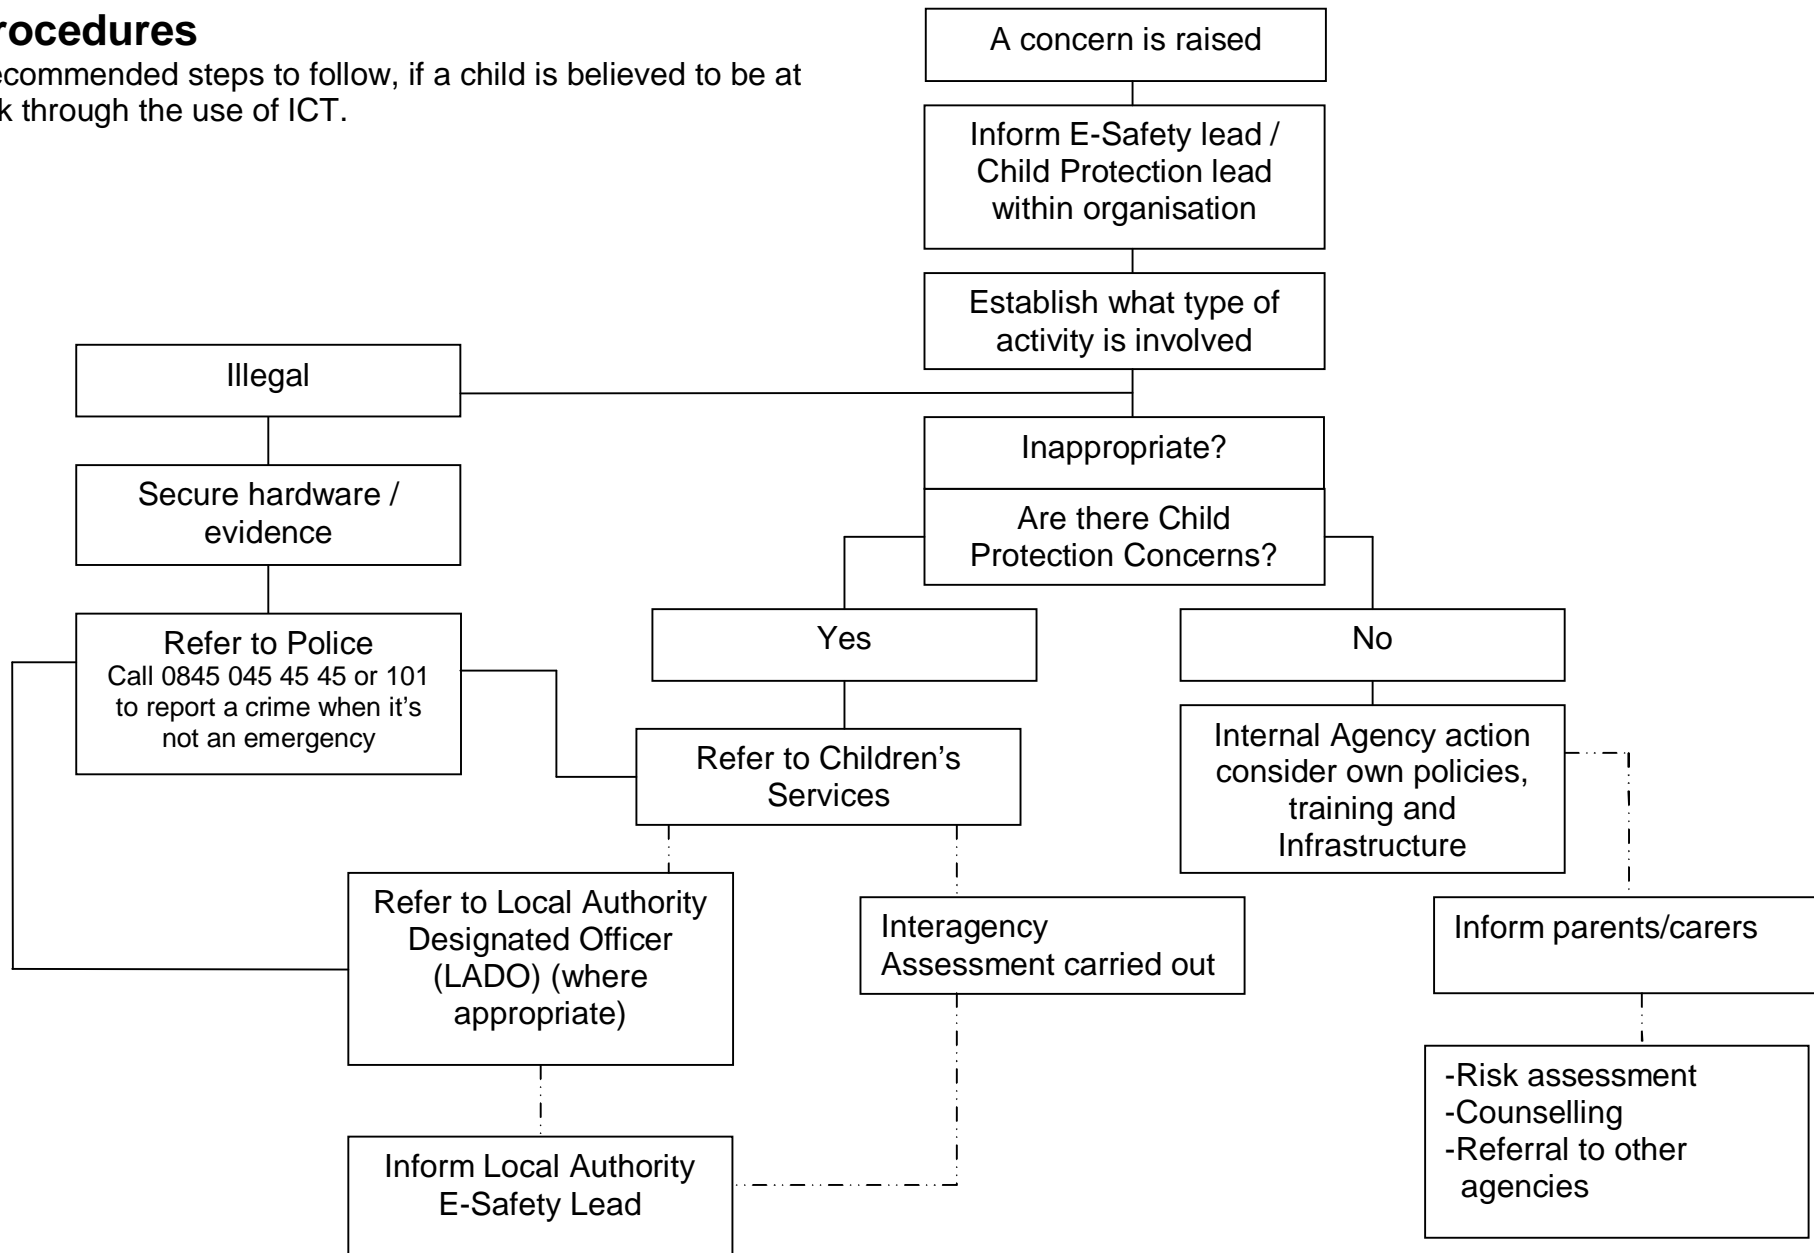 rocedures
ecommended steps to follow, if a child is believed to be at
k through the use of ICT.
A concern is raised
Inform E-Safety lead /
Child Protection lead
within organisation
Establish what type of
activity is involved
Illegal
Inappropriate?
Secure hardware /
evidence
Are there Child
Protection Concerns?
Refer to Police
Call 0845 045 45 45 or 101
to report a crime when it's
not an emergency
Yes
No
Refer to Children's
Services
Internal Agency action
consider own policies,
training and
Infrastructure
Refer to Local Authority
Designated Officer
(LADO) (where
appropriate)
Interagency
Assessment carried out
Inform parents/carers
-Risk assessment
-Counselling
-Referral to other
agencies
Inform Local Authority
E-Safety Lead